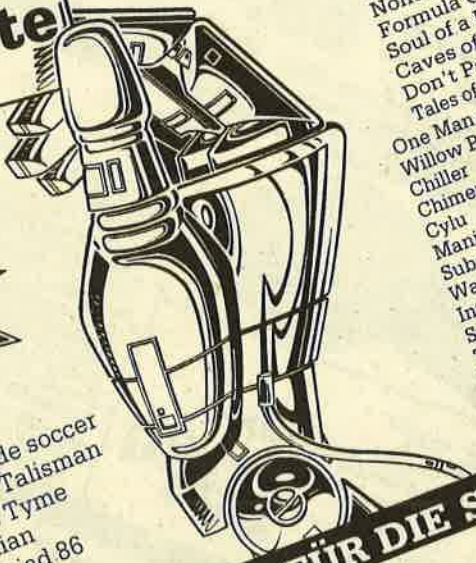 te
Formula
Soul of a
Caves of
Don't P
Tales of
One Man
Willow P
Chiller
Chime
Cylu
Mani
Sub
Wa
In
S
de soccer
Talisman
Tyme
ian
iad 86
FÜR DIE S